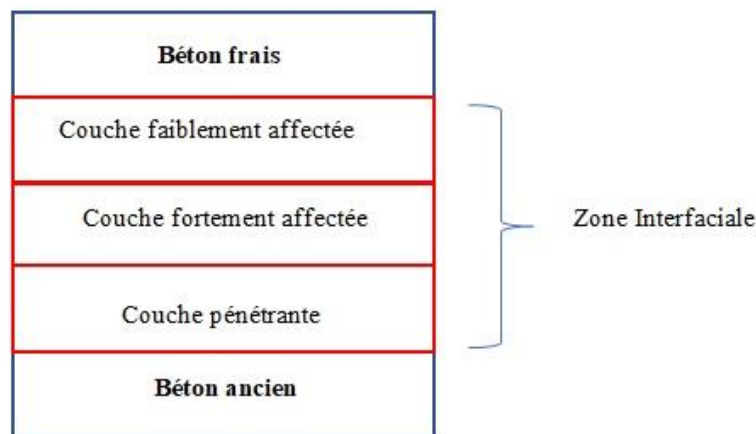 Béton frais
Couche faiblement affectée
Couche fortement affectée
Zone Interfaciale
Couche pénétrante
Béton ancien